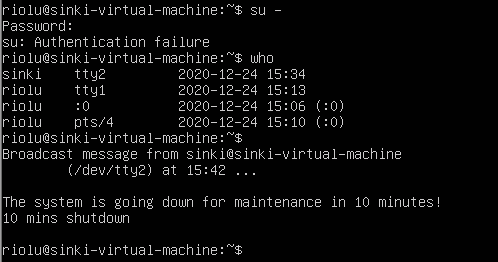 riolu@sinki-virtual-machine:~$ su -
Password:
su: Authentication failure
riolu@sinki-virtual-machine:~$ who
sinki    tty2         2020-12-24 15:34
riolu    tty1         2020-12-24 15:13
riolu    :0           2020-12-24 15:06 (:0)
riolu    pts/4        2020-12-24 15:10 (:0)
riolu@sinki-virtual-machine:~$
Broadcast message from sinki@sinki-virtual-machine
        (/dev/tty2) at 15:42 ...

The system is going down for maintenance in 10 minutes!
10 mins shutdown

riolu@sinki-virtual-machine:~$